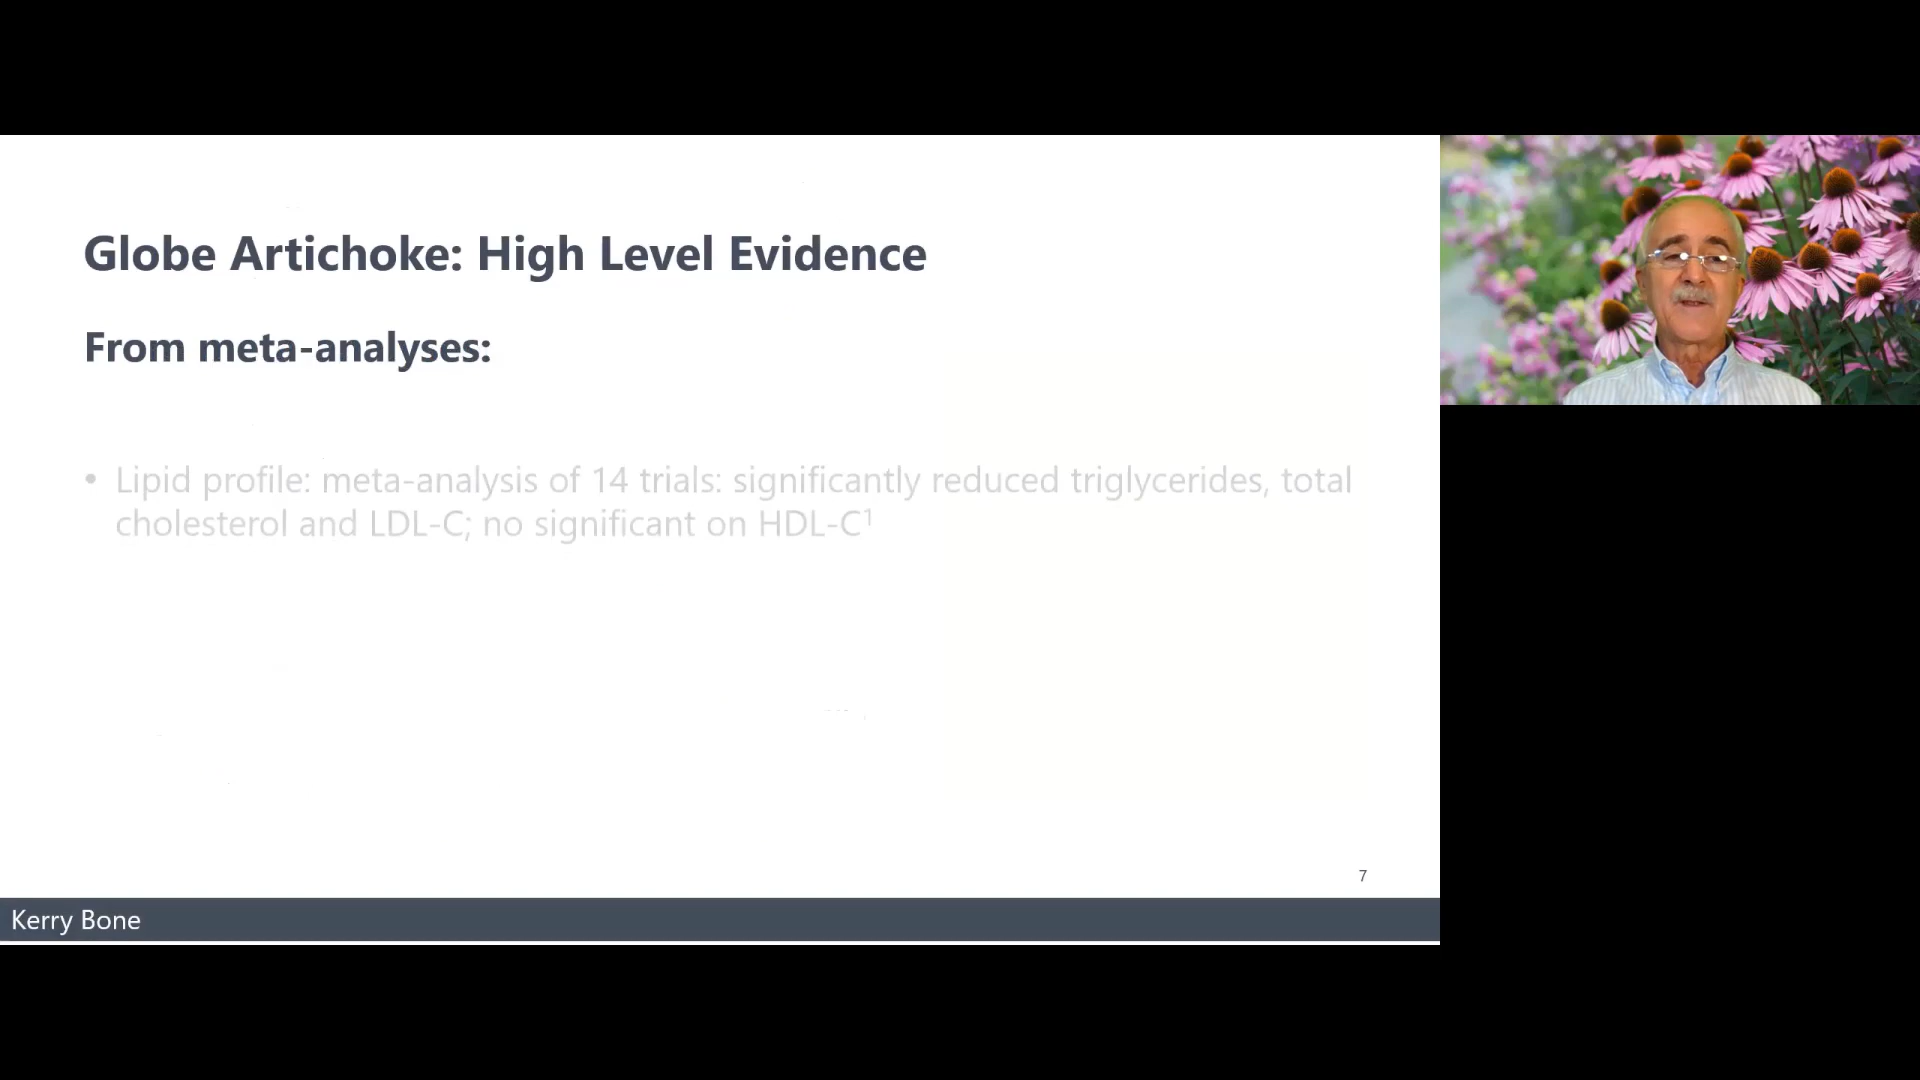 Globe Artichoke: High Level Evidence
From meta-analyses:
• Lipid profile: meta-analysis of 14 trials: significantly reduced triglycerides, total
cholesterol and LDL-C; no significant on HDL-C¹
7
Kerry Bone